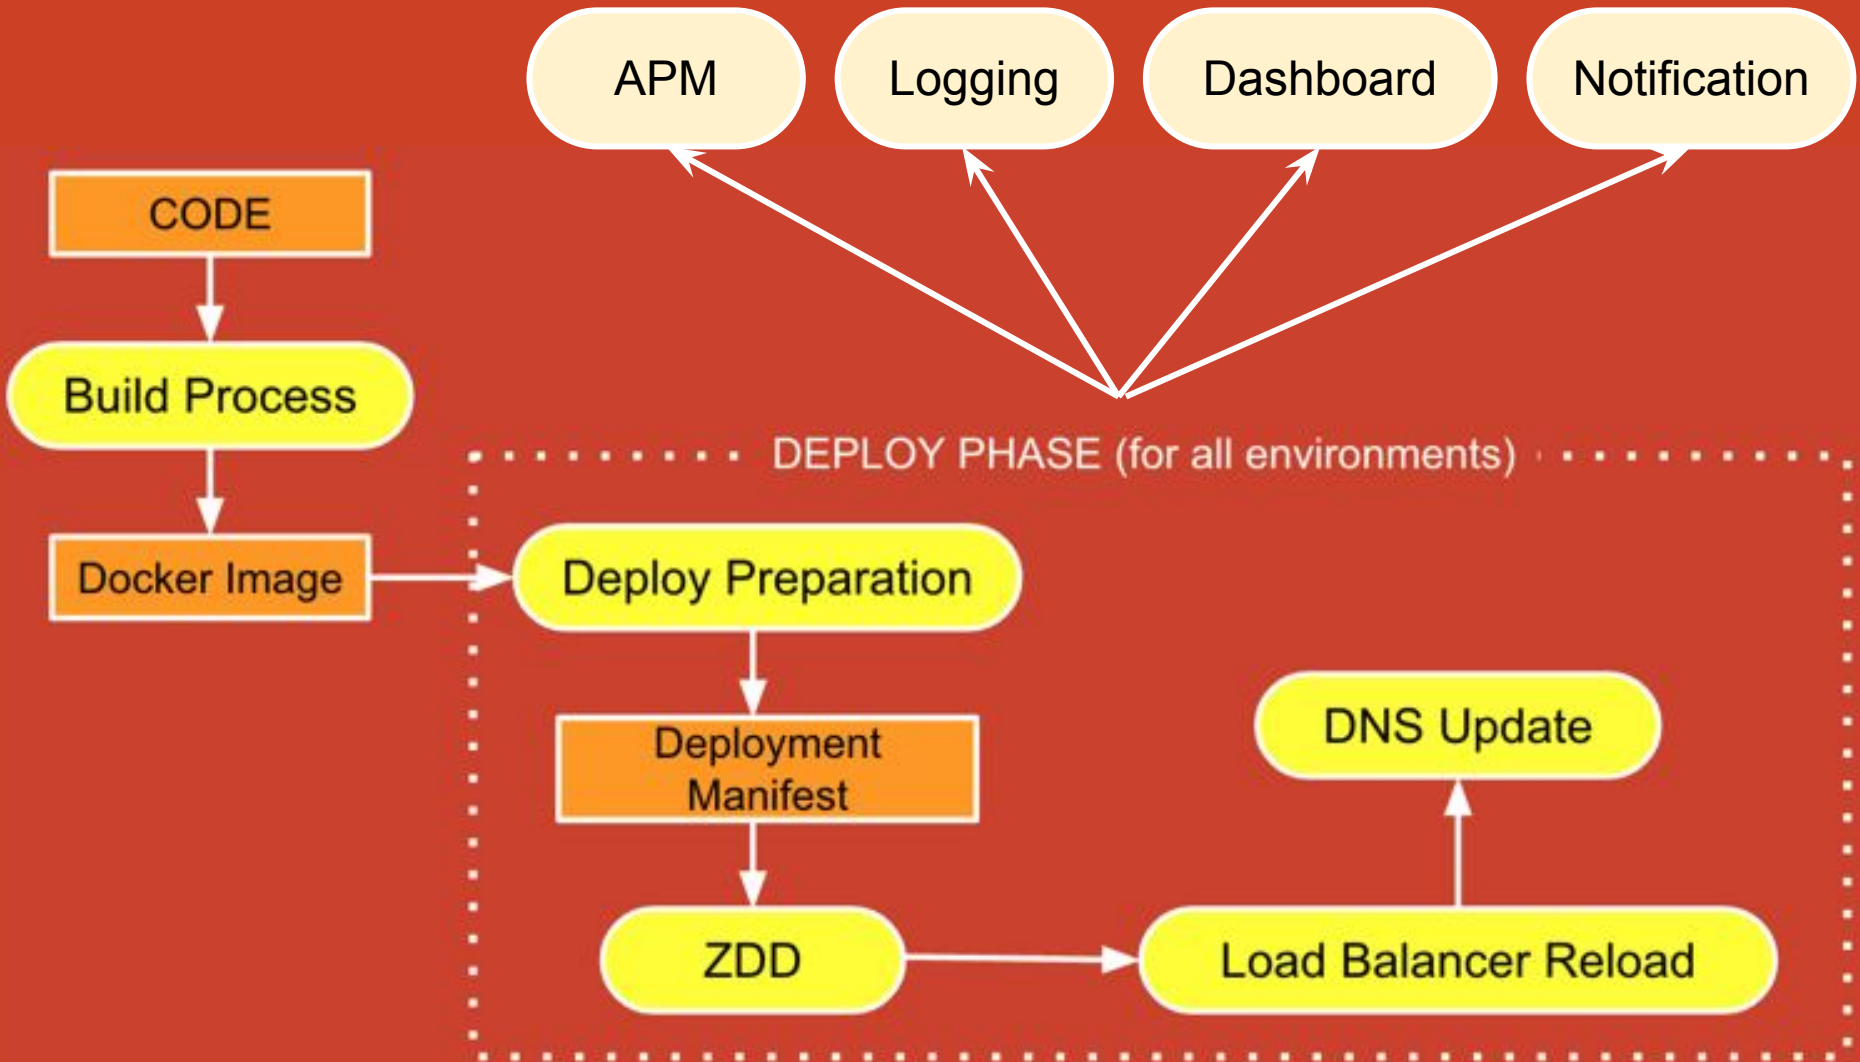 APM
Logging
Dashboard
Notification
CODE
Build Process
Docker Image
DEPLOY PHASE (for all environments)
Deploy Preparation
Deployment
Manifest
ZDD
Load Balancer Reload
DNS Update